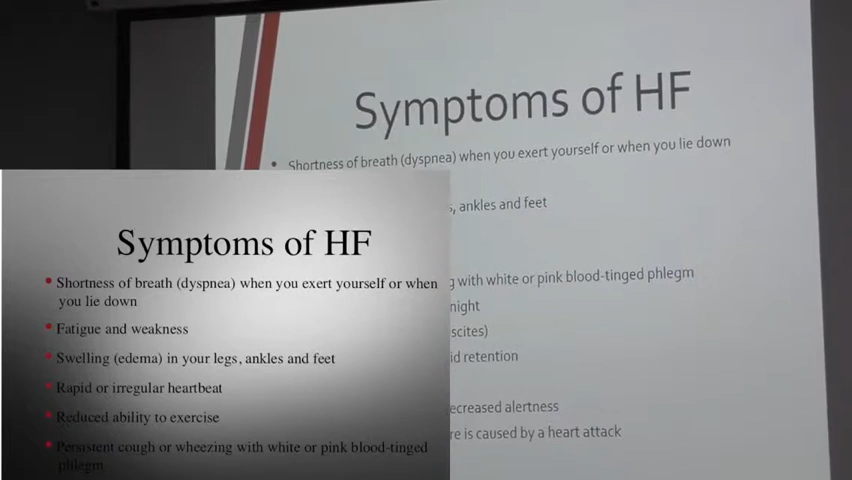 Symptoms of HF
• Shortness of breath (dyspnea) when you exert yourself or when you lie down
, ankles and feet
with white or pink blood-tinged phlegm
night
scites)
id retention
ecreased alertness
re is caused by a heart attack
Symptoms of HF
• Shortness of breath (dyspnea) when you exert yourself or when
you lie down
• Fatigue and weakness
• Swelling (edema) in your legs, ankles and feet
• Rapid or irregular heartbeat
• Reduced ability to exercise
• Persistent cough or wheezing with white or pink blood-tinged
phlegm